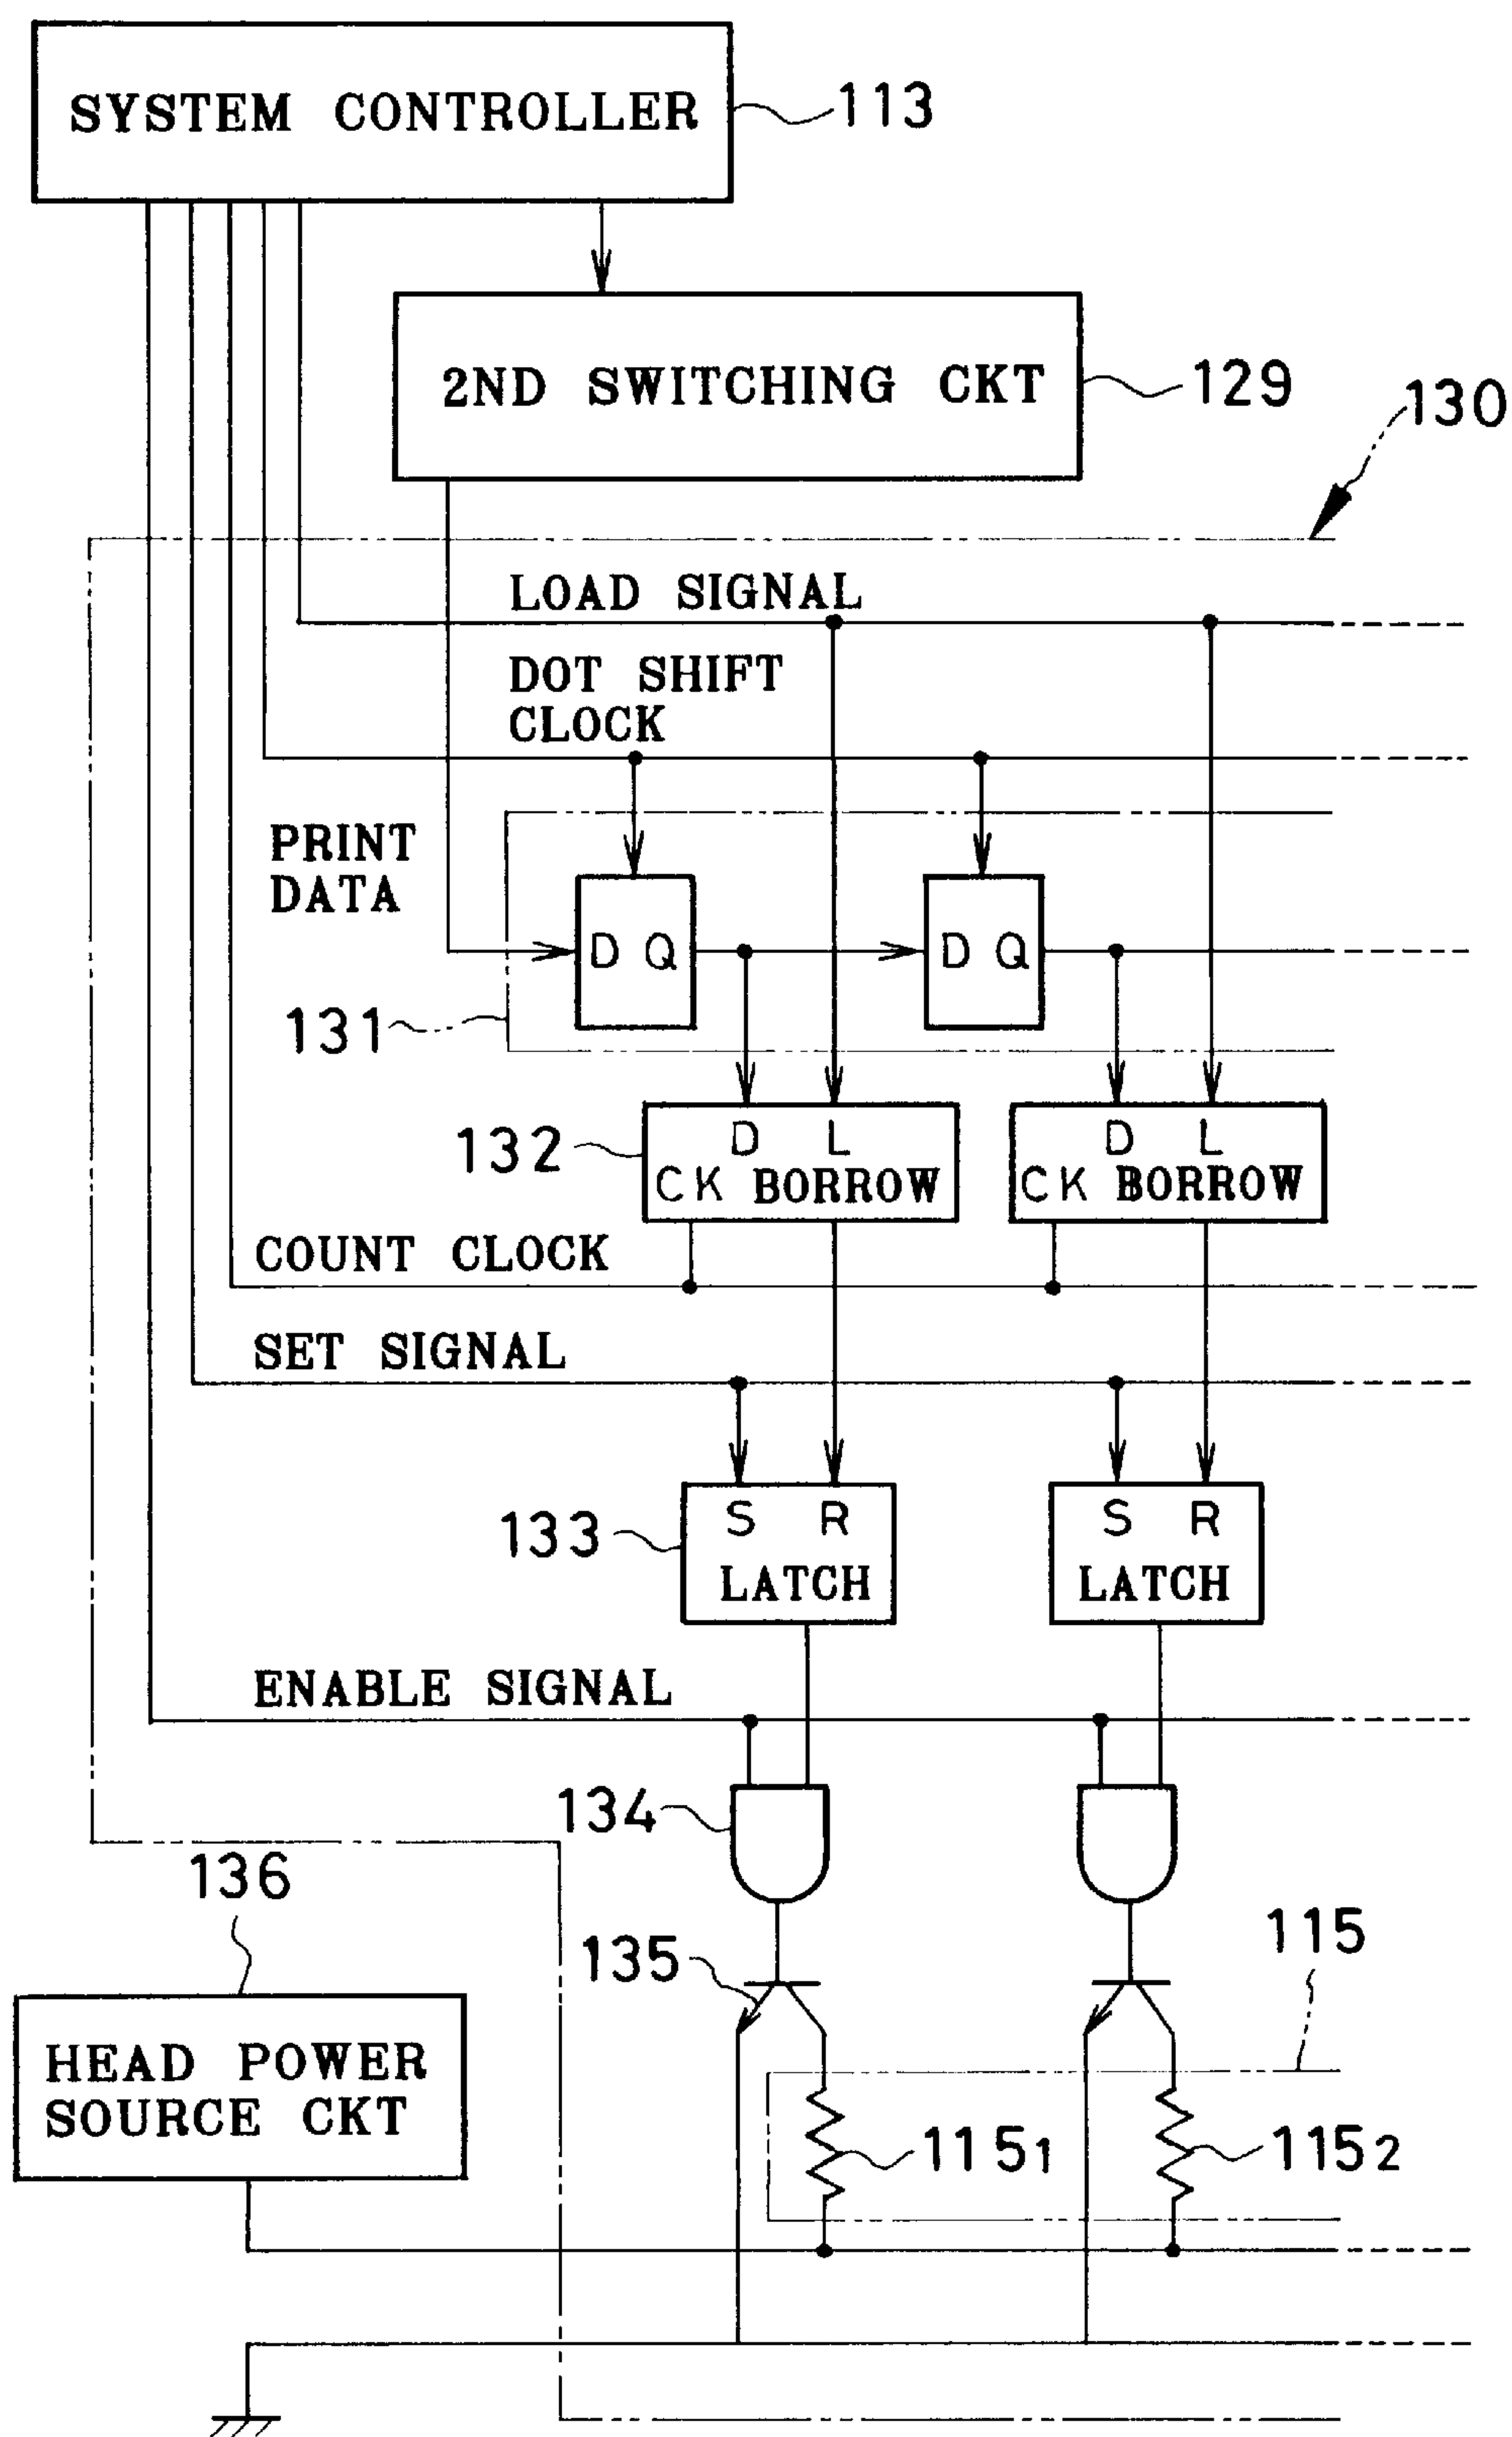 SYSTEM CONTROLLER
113
2ND SWITCHING CKT
129
130
LOAD SIGNAL
DOT SHIFT
CLOCK
PRINT
DATA
D Q
D Q
131
D L
CK BORROW
D L
CK BORROW
132
COUNT CLOCK
SET SIGNAL
S R
LATCH
S R
LATCH
133
ENABLE SIGNAL
134
136
135
115
HEAD POWER
SOURCE CKT
115₁
115₂